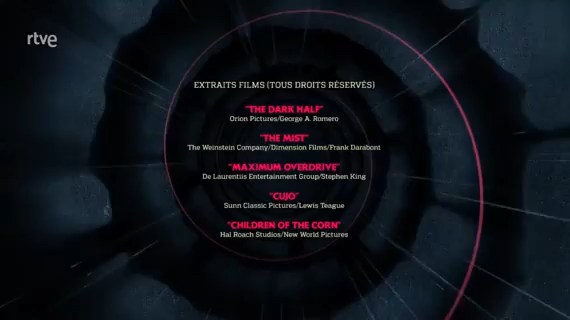 rtve
EXTRAITS FILMS (TOUS DROITS RÉSERVÉS)
"THE DARK HALF"
Orion Pictures/George A. Romero
"THE MIST"
The Weinstein Company/Dimension Films/Frank Darabont
"MAXIMUM OVERDRIVE"
De Laurentiis Entertainment Group/Stephen King
"CUJO"
Sunn Classic Pictures/Lewis Teague
"CHILDREN OF THE CORN"
Hal Roach Studios/New World Pictures